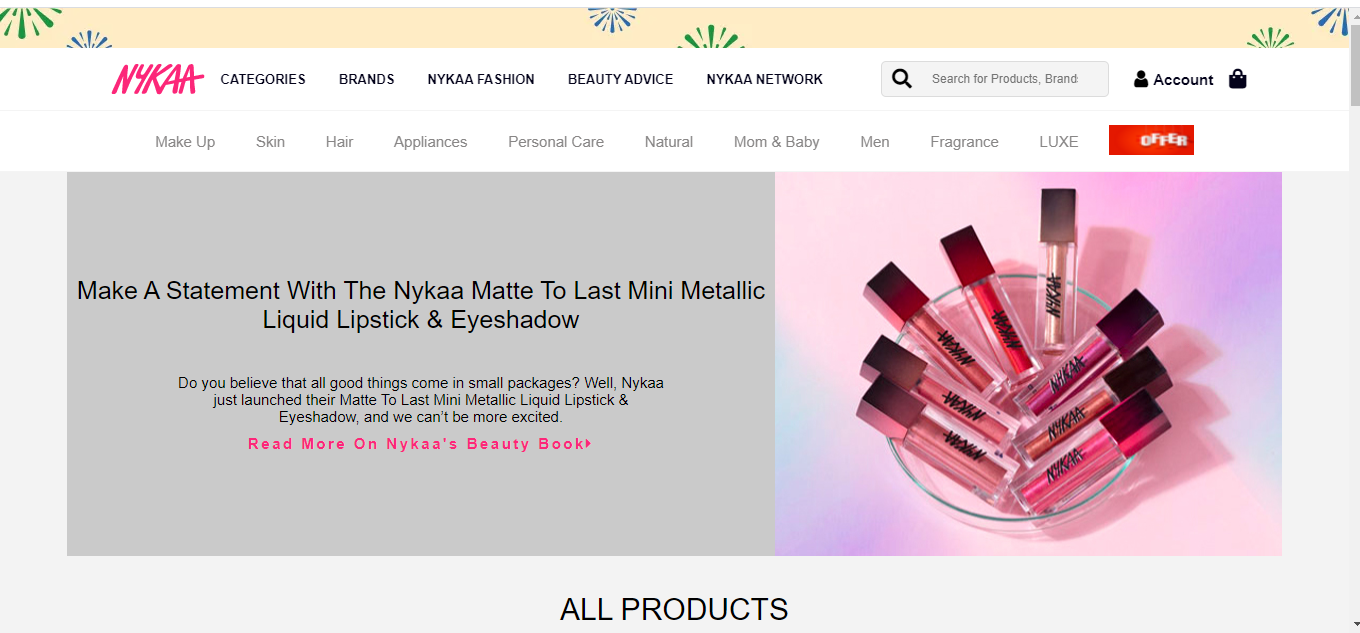 NYKAA CATEGORIES BRANDS NYKAA FASHION BEAUTY ADVICE NYKAA NETWORK Search for Products, Brand Account
Make Up Skin Hair Appliances Personal Care Natural Mom & Baby Men Fragrance LUXE OFFER
Make A Statement With The Nykaa Matte To Last Mini Metallic
Liquid Lipstick & Eyeshadow
Do you believe that all good things come in small packages? Well, Nykaa
just launched their Matte To Last Mini Metallic Liquid Lipstick &
Eyeshadow, and we can’t be more excited.
Read More On Nykaa's Beauty Book
NYKAA
NYKAA
NYKAA
NYKAA
NYKAA
NYKAA
NYKAA
NYKAA
ALL PRODUCTS